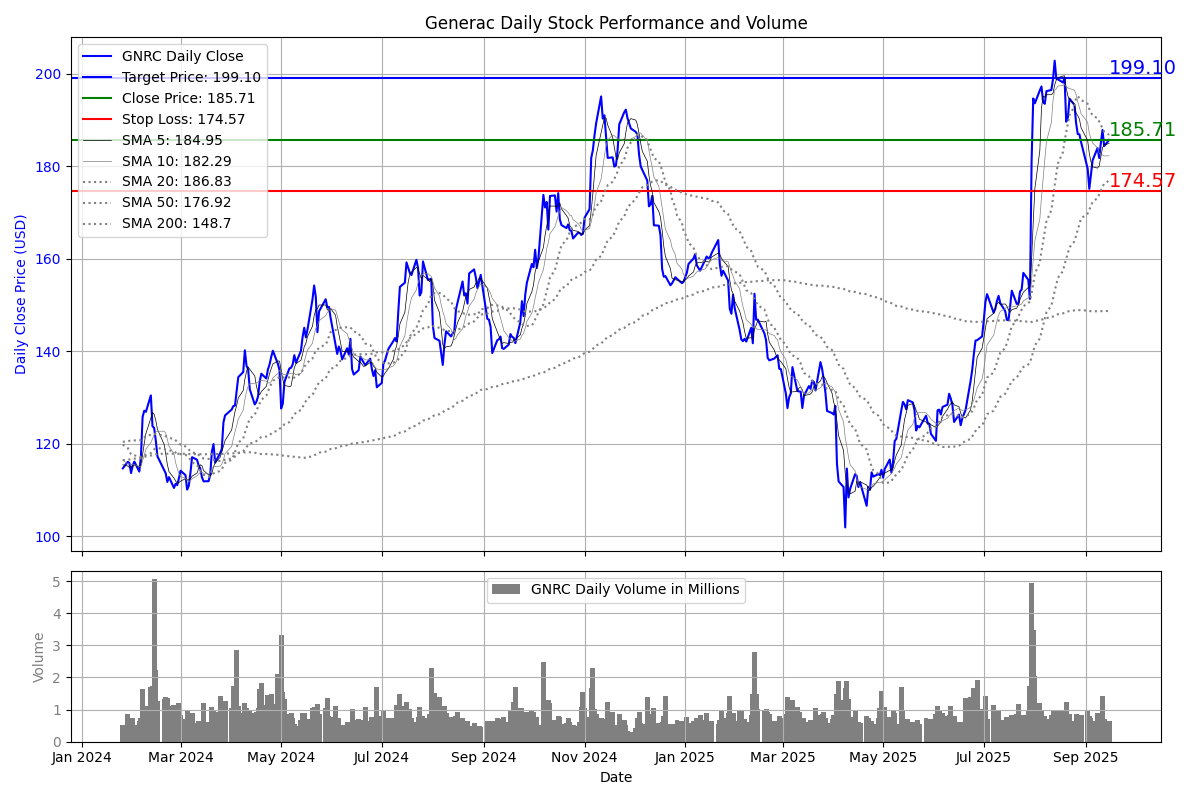 Generac Daily Stock Performance and Volume
GNRC Daily Close
Target Price: 199.10
Close Price: 185.71
Stop Loss: 174.57
SMA 5: 184.95
SMA 10: 182.29
SMA 20: 186.83
SMA 50: 176.92
SMA 200: 148.7
199.10
185.71
174.57
Daily Close Price (USD)
200
180
160
140
120
100
GNRC Daily Volume in Millions
Volume
5
4
3
2
1
0
Jan 2024 Mar 2024 May 2024 Jul 2024 Sep 2024 Nov 2024 Jan 2025 Mar 2025 May 2025 Jul 2025 Sep 2025
Date